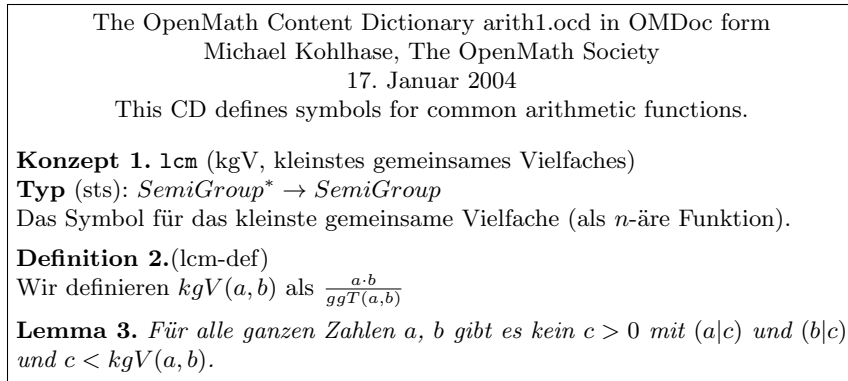 The OpenMath Content Dictionary arith1.ocd in OMDoc form
Michael Kohlhase, The OpenMath Society
17. Januar 2004
This CD defines symbols for common arithmetic functions.
Konzept 1. lcm (kgV, kleinstes gemeinsames Vielfaches)
Typ (sts): SemiGroup* → SemiGroup
Das Symbol für das kleinste gemeinsame Vielfache (als n-äre Funktion).
Definition 2.(lcm-def)
Wir definieren kgV(a, b) als \frac{a·b}{ggT(a,b)}
Lemma 3. Für alle ganzen Zahlen a, b gibt es kein c > 0 mit (a|c) und (b|c)
und c < kgV(a, b).